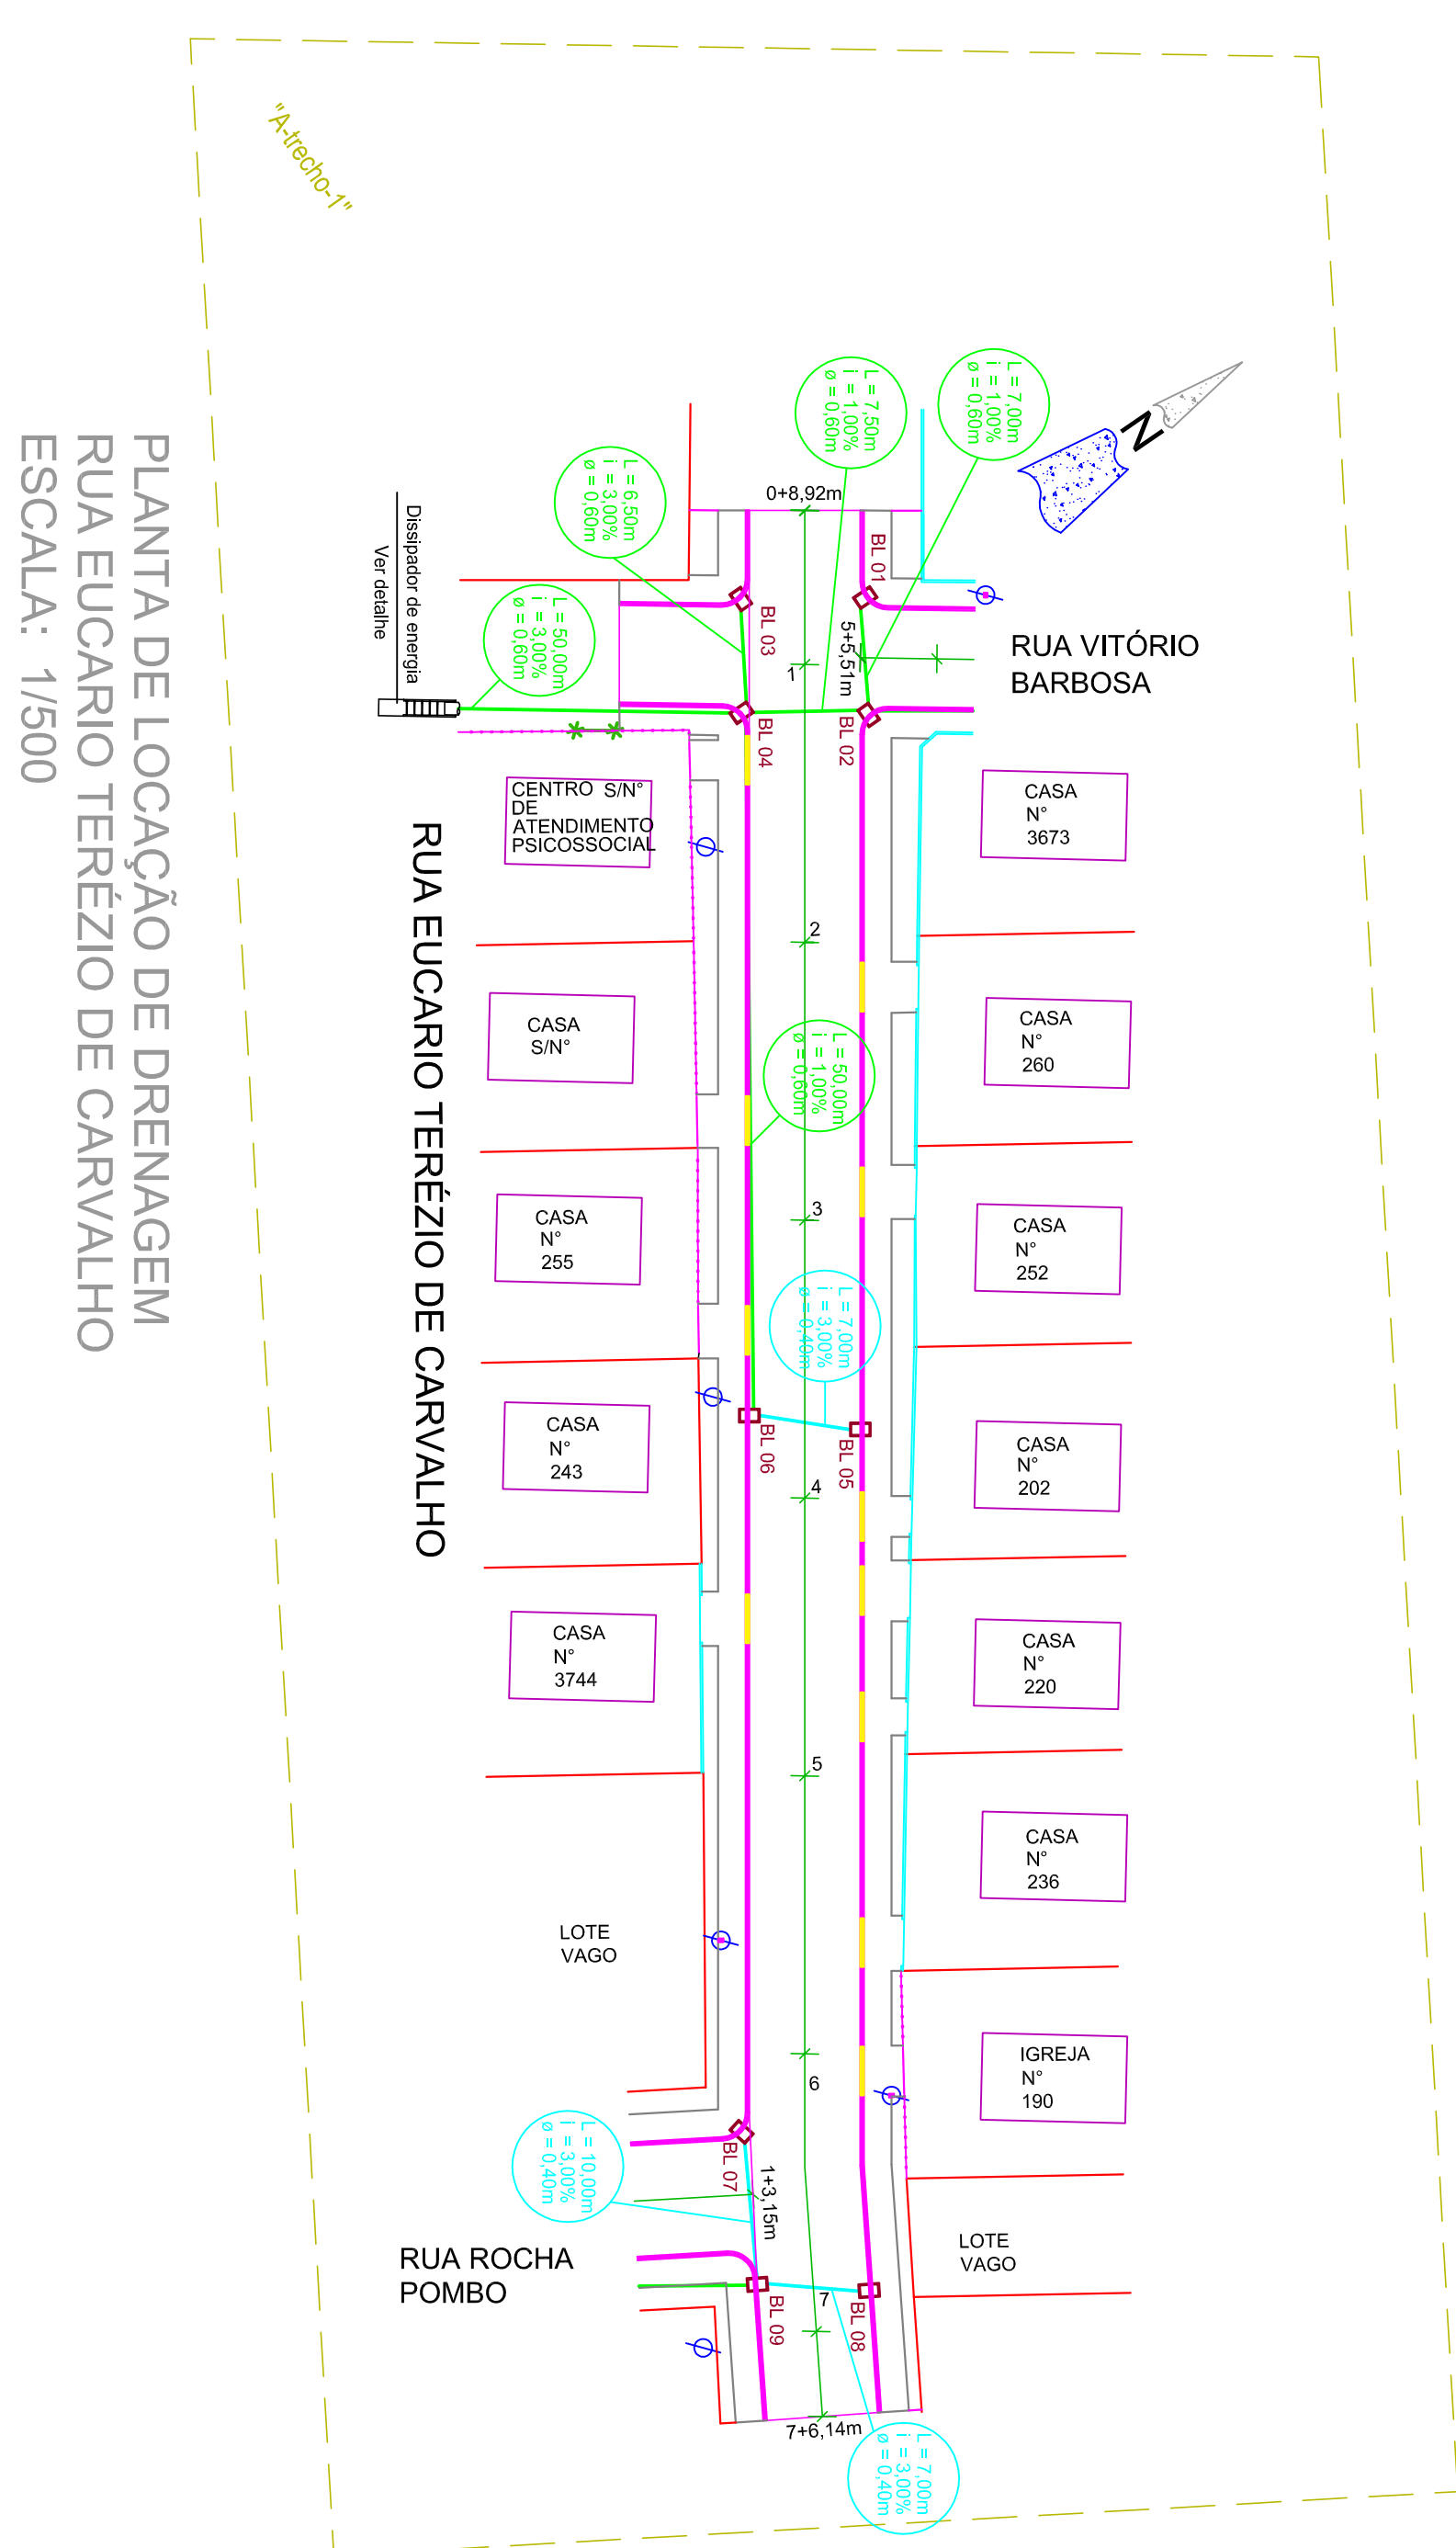 "A-trecho-1"
PLANTA DE LOCAÇÃO DE DRENAGEM
RUA EUCARIO TERÉZIO DE CARVALHO
ESCALA: 1/500
N
L = 7,00m
i = 1,00%
ø = 0,60m
L = 7,50m
i = 1,00%
ø = 0,60m
L = 6,50m
i = 3,00%
ø = 0,60m
L = 50,00m
i = 3,00%
ø = 0,60m
Dissipador de energia
Ver detalhe
0+8,92m
BL 01
BL 03
5+5,51m
1
RUA VITÓRIO
BARBOSA
BL 04
BL 02
CENTRO S/N°
DE
ATENDIMENTO
PSICOSSOCIAL
CASA
N°
3673
RUA EUCARIO TERÉZIO DE CARVALHO
2
CASA
S/N°
CASA
N°
260
L = 50,00m
i = 1,00%
ø = 0,60m
3
CASA
N°
255
CASA
N°
252
L = 7,00m
i = 3,00%
ø = 0,40m
BL 06
BL 05
CASA
N°
243
CASA
N°
202
4
CASA
N°
3744
CASA
N°
220
5
CASA
N°
236
LOTE
VAGO
6
IGREJA
N°
190
L = 10,00m
i = 3,00%
ø = 0,40m
BL 07
1+3,15m
RUA ROCHA
POMBO
LOTE
VAGO
7
BL 09
BL 08
7+6,14m
L = 7,00m
i = 3,00%
ø = 0,40m